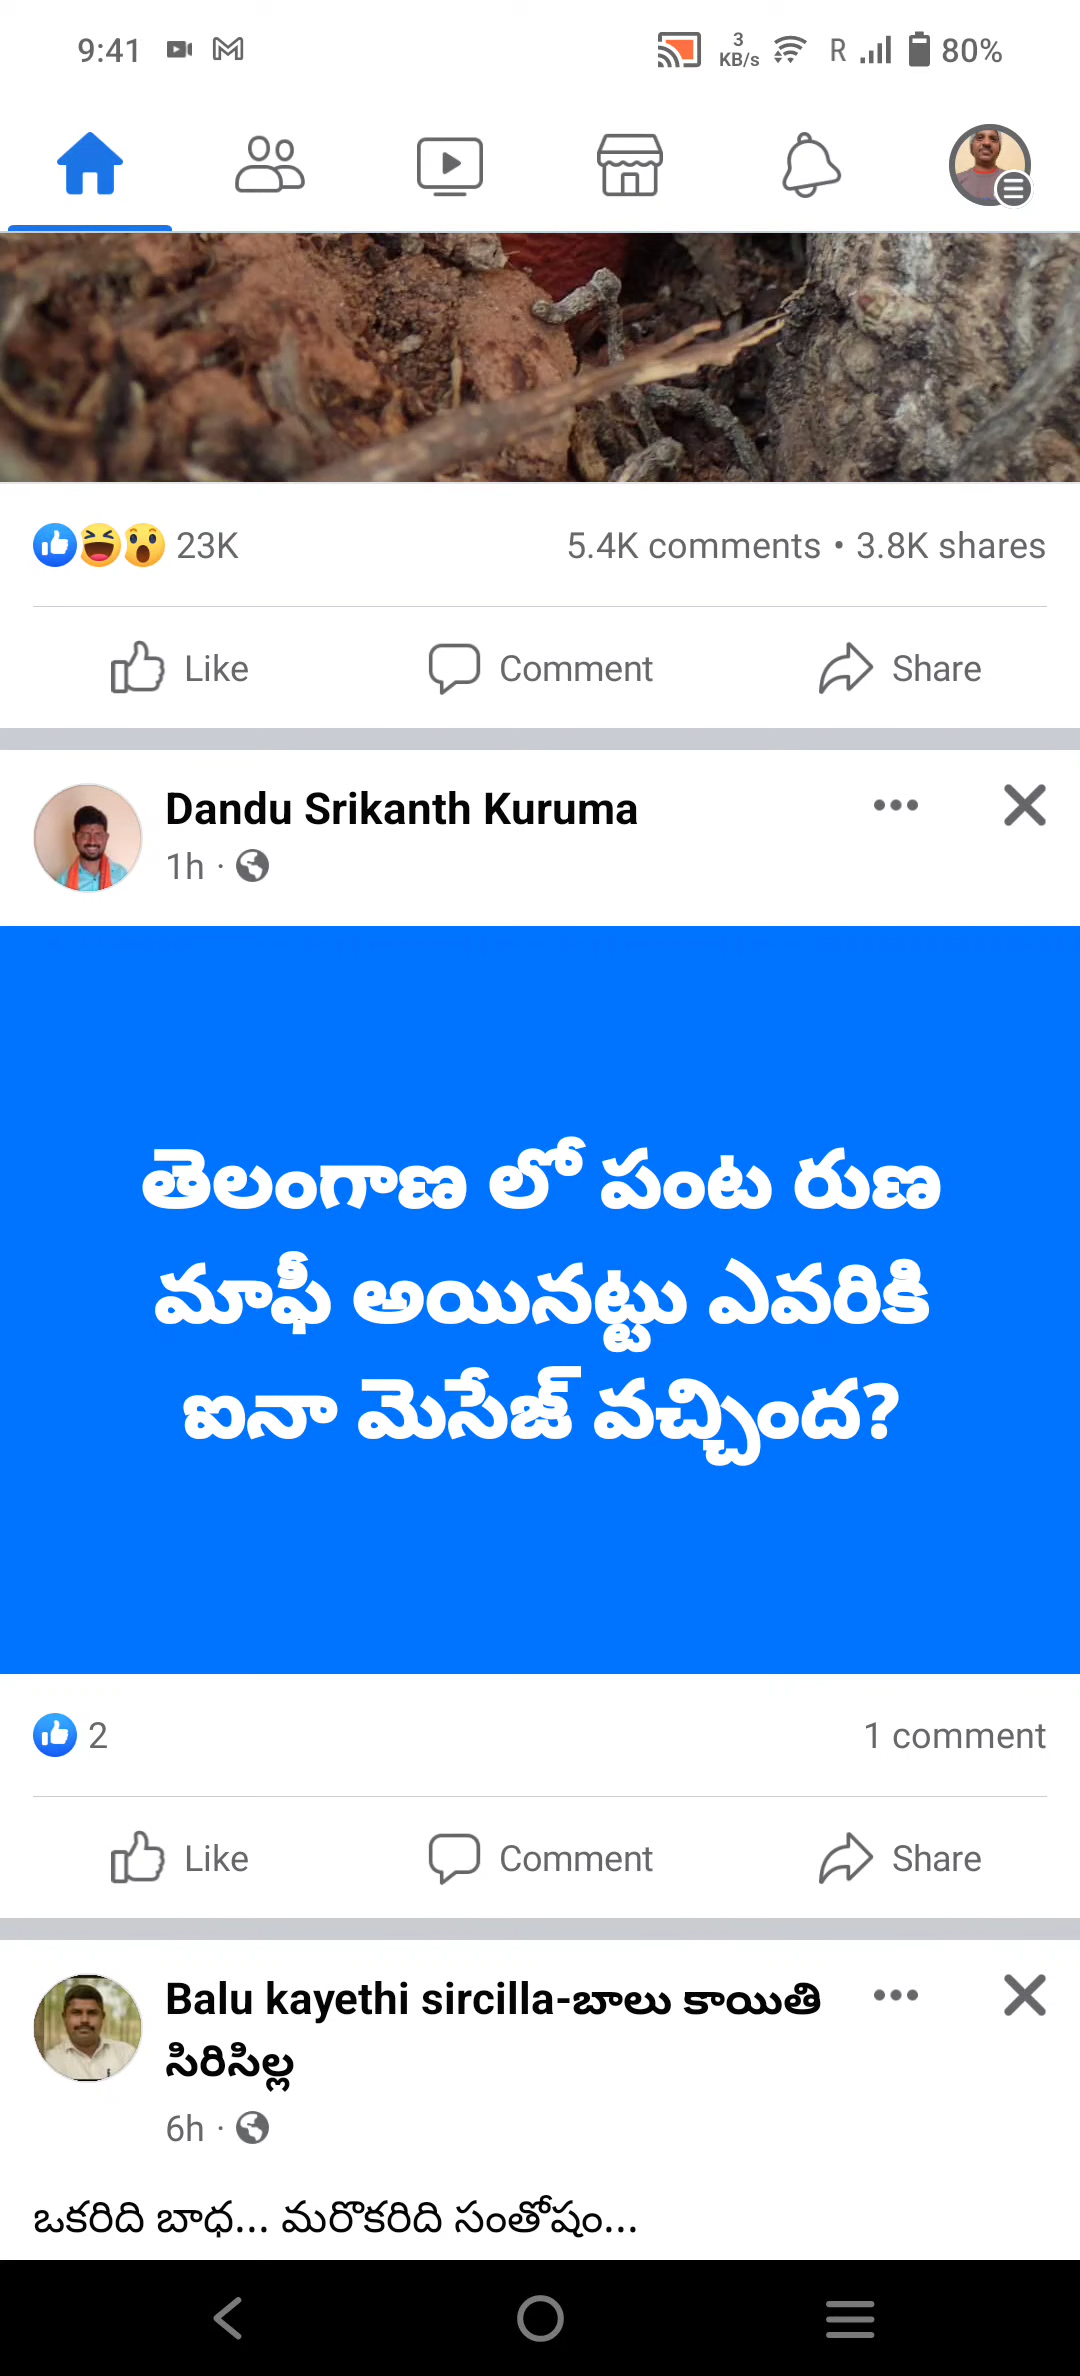 9:41
3
KB/s
R
80%
23K
5.4K comments • 3.8K shares
Like
Comment
Share
Dandu Srikanth Kuruma
1h ·
తెలంగాణ లో పంట రుణ
మాఫీ అయినట్టు ఎవరికి
ఐనా మెసేజ్ వచ్చింద?
2
1 comment
Like
Comment
Share
Balu kayethi sircilla-బాలు కాయితి
సిరిసిల్ల
6h ·
ఒకరిది బాధ... మరొకరిది సంతోషం...